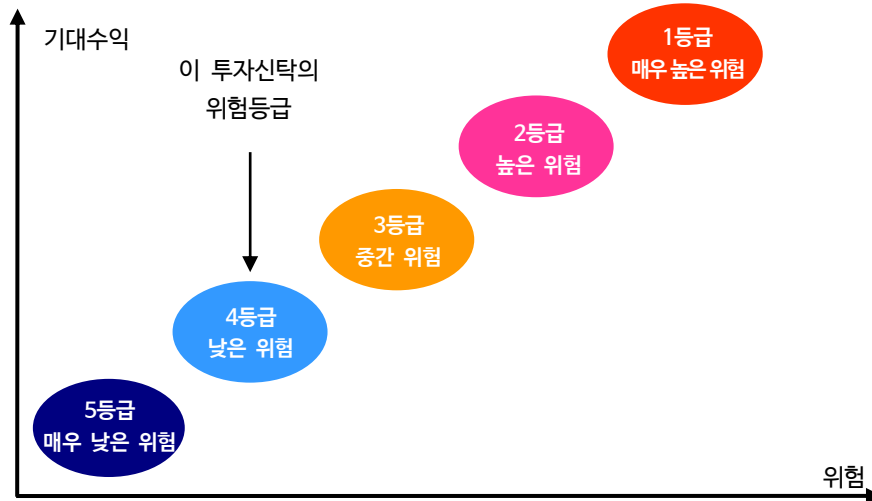 기대수익
이 투자신탁의
위험등급
1등급
매우 높은 위험
2등급
높은 위험
3등급
중간 위험
4등급
낮은 위험
5등급
매우 낮은 위험
위험